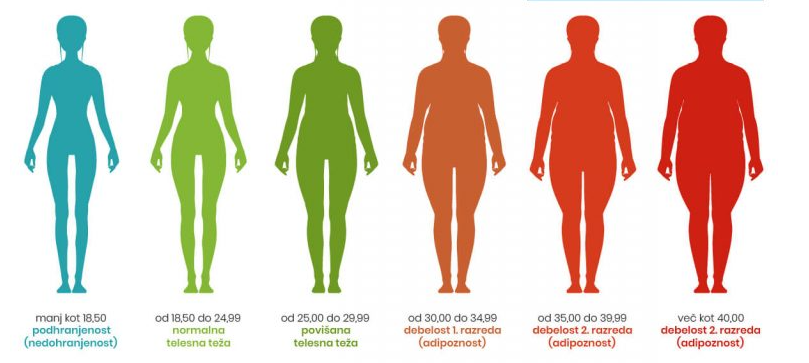 manj kot 18,50
podhranjenost
(nedohranjenost)
od 18,50 do 24,99
normalna
telesna teža
od 25,00 do 29,99
povišana
telesna teža
od 30,00 do 34,99
debelost 1. razreda
(adipoznost)
od 35,00 do 39,99
debelost 2. razreda
(adipoznost)
več kot 40,00
debelost 2. razreda
(adipoznost)